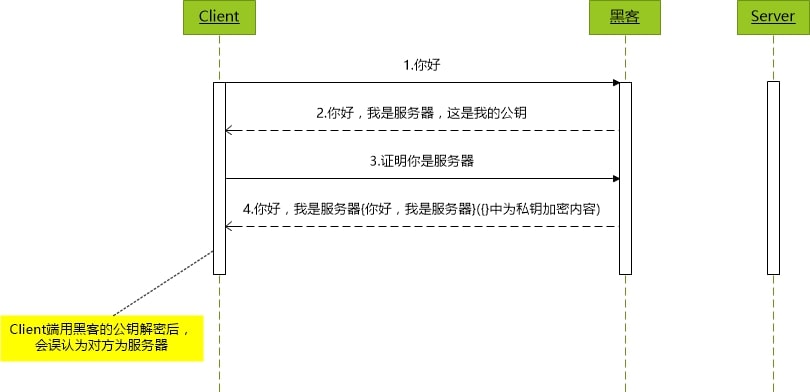 Client
黑客
Server
1.你好
2.你好，我是服务器，这是我的公钥
3.证明你是服务器
4.你好，我是服务器{你好，我是服务器}({}中为私钥加密内容)
Client端用黑客的公钥解密后，
会误认为对方为服务器